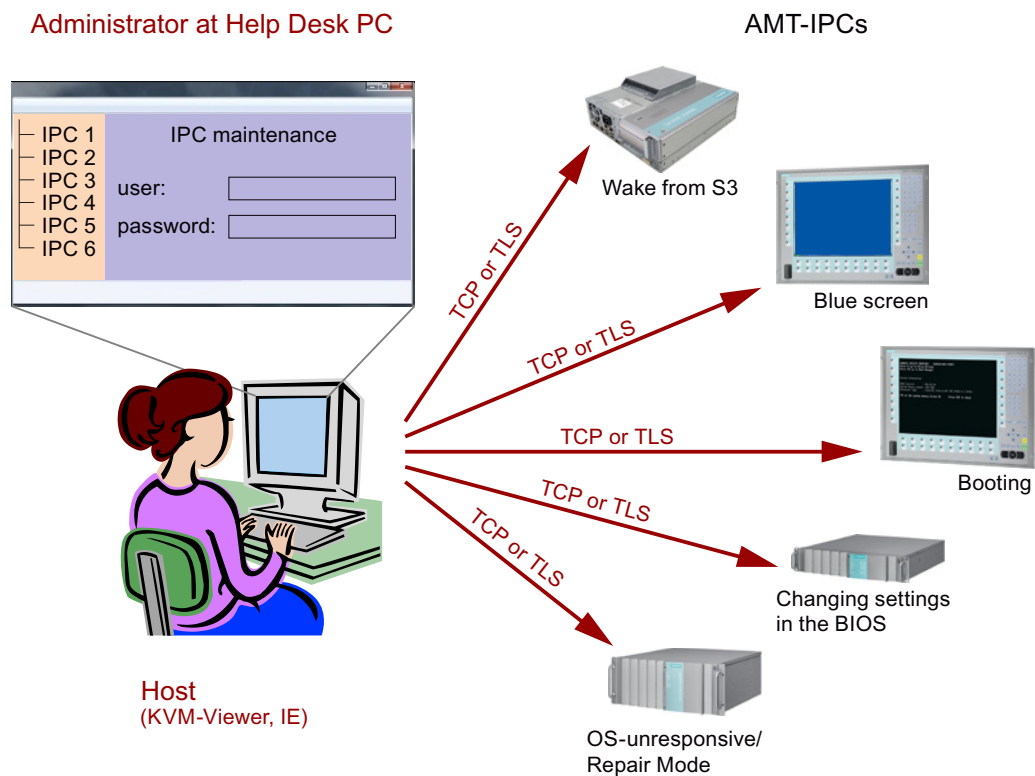 Administrator at Help Desk PC
AMT-IPCs
IPC 1
IPC 2
IPC 3
IPC 4
IPC 5
IPC 6
IPC maintenance
user:
password:
Wake from S3
TCP or TLS
Blue screen
TCP or TLS
TCP or TLS
Booting
TCP or TLS
Changing settings
in the BIOS
TCP or TLS
Host
(KVM-Viewer, IE)
OS-unresponsive/
Repair Mode